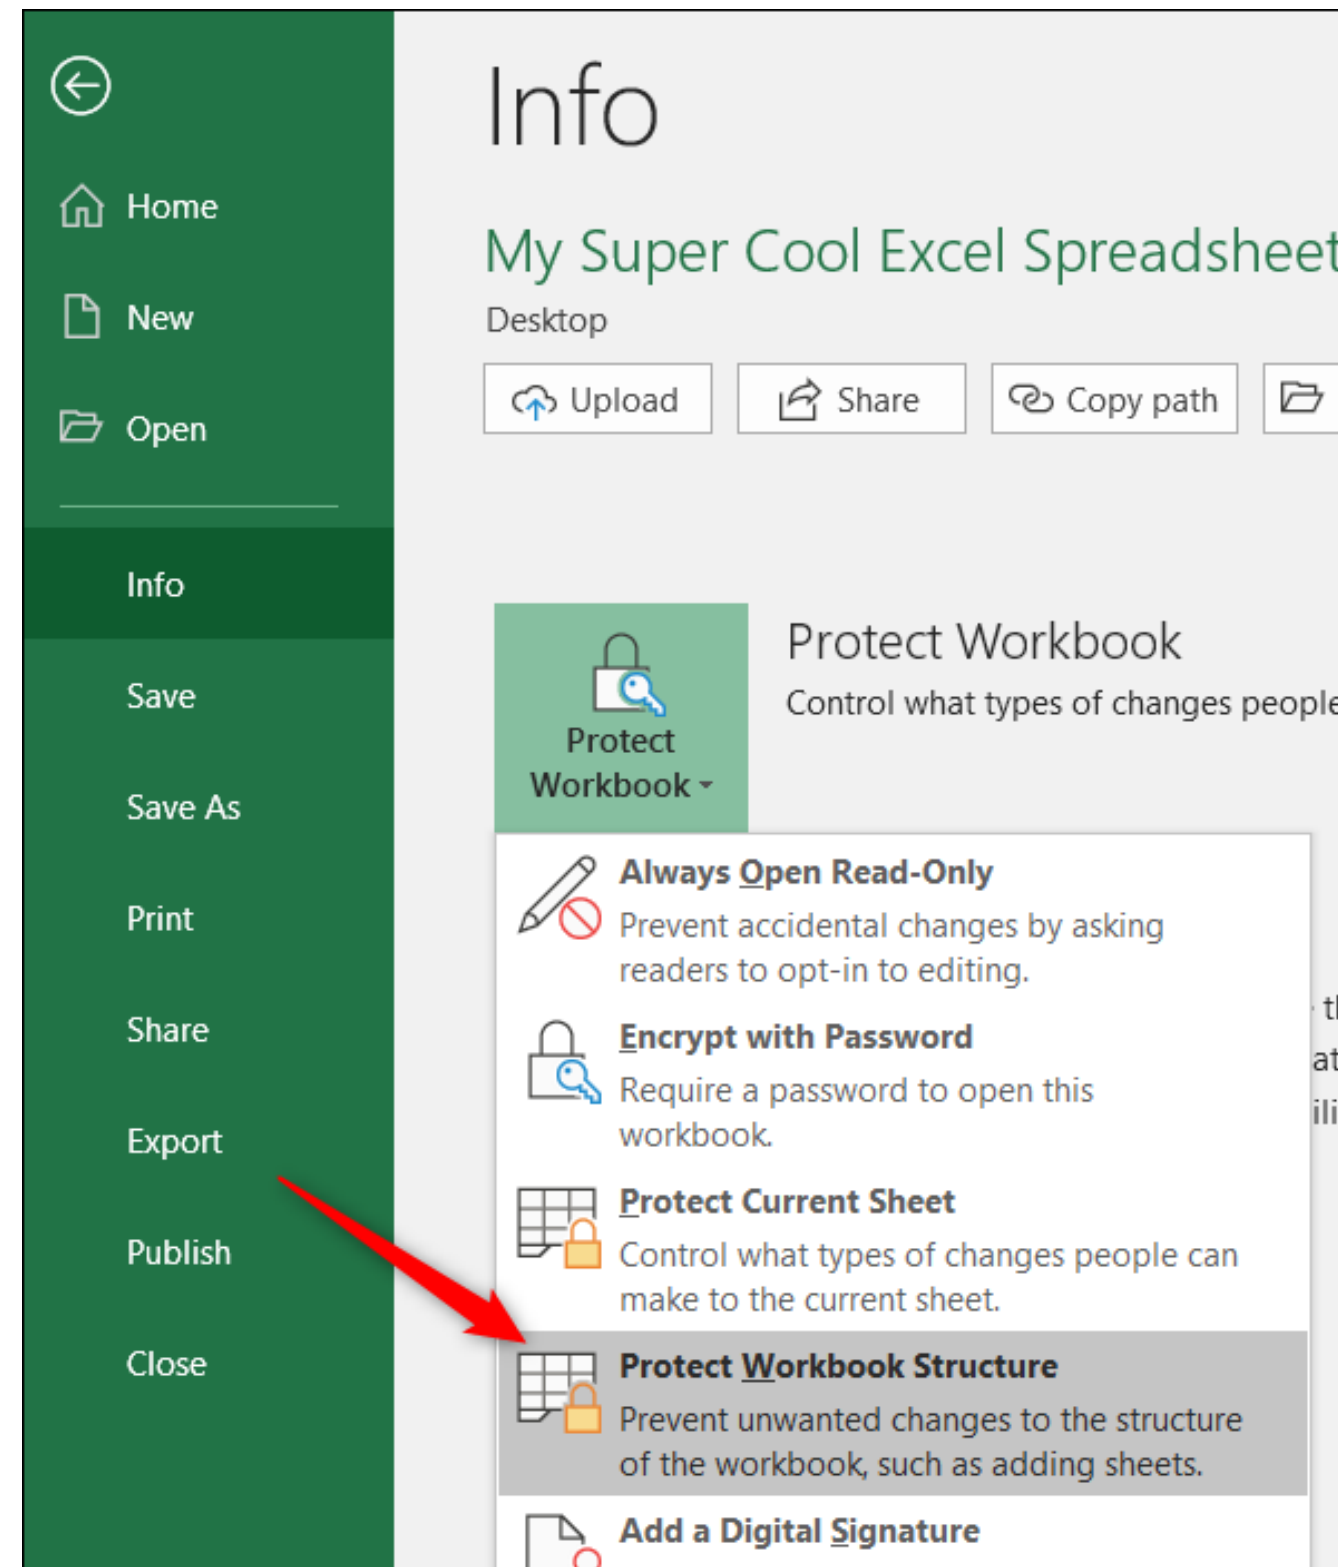 Info
Home
New
Open
Info
Save
Save As
Print
Share
Export
Publish
Close
My Super Cool Excel Spreadsheet
Desktop
Upload
Share
Copy path
Protect Workbook
Protect Workbook
Control what types of changes people
Always Open Read-Only
Prevent accidental changes by asking
readers to opt-in to editing.
Encrypt with Password
Require a password to open this
workbook.
Protect Current Sheet
Control what types of changes people can
make to the current sheet.
Protect Workbook Structure
Prevent unwanted changes to the structure
of the workbook, such as adding sheets.
Add a Digital Signature